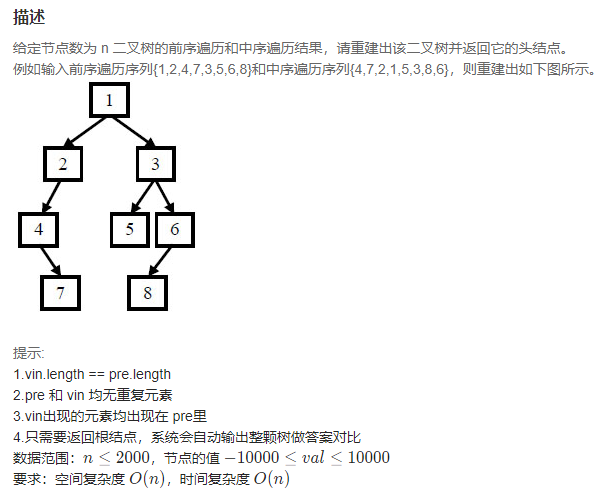 描述
给定节点数为 n 二叉树的前序遍历和中序遍历结果，请重建出该二叉树并返回它的头结点。
例如输入前序遍历序列{1,2,4,7,3,5,6,8}和中序遍历序列{4,7,2,1,5,3,8,6}，则重建出如下图所示。
1
2 3
4 5 6
7 8
提示:
1.vin.length == pre.length
2.pre 和 vin 均无重复元素
3.vin出现的元素均出现在 pre里
4.只需要返回根结点，系统会自动输出整颗树做答案对比
数据范围：n ≤ 2000，节点的值 −10000 ≤ val ≤ 10000
要求：空间复杂度 O(n)，时间复杂度 O(n)